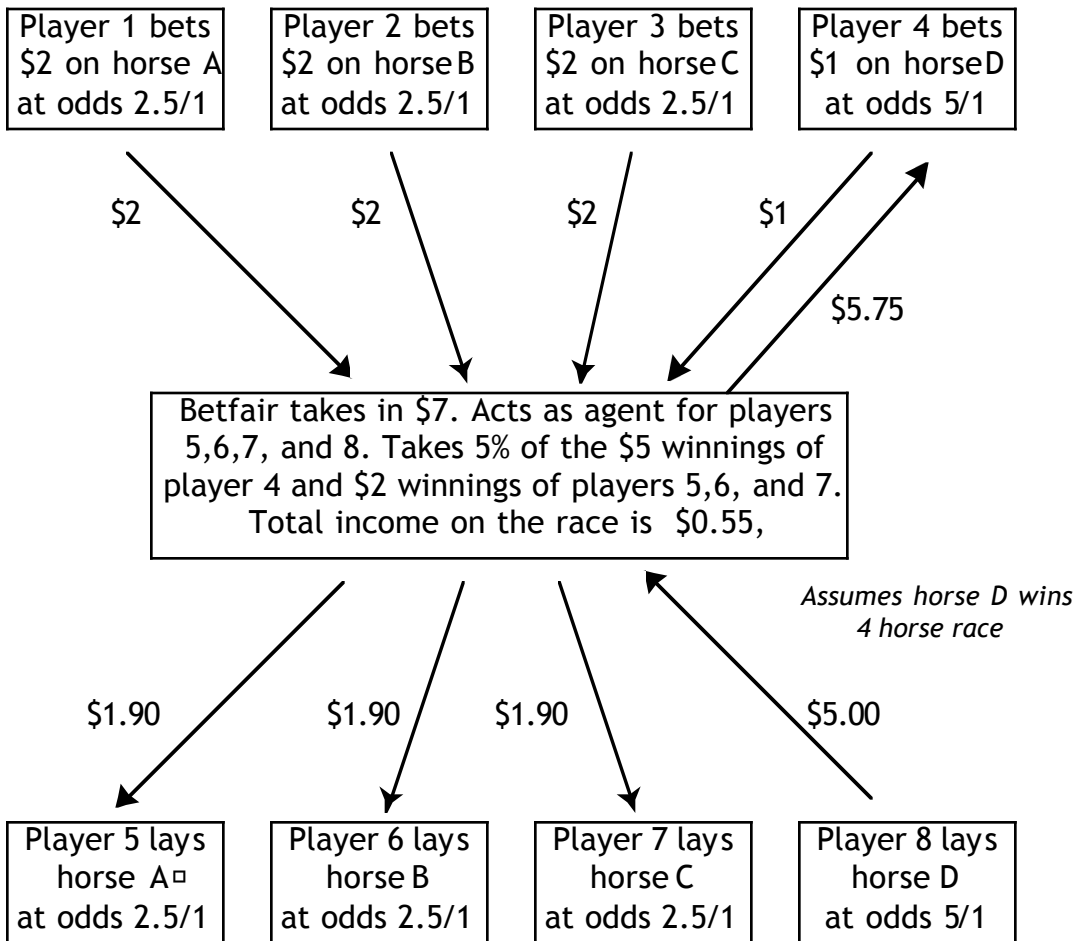 Player 1 bets
$2 on horse A
at odds 2.5/1
Player 2 bets
$2 on horse B
at odds 2.5/1
Player 3 bets
$2 on horse C
at odds 2.5/1
Player 4 bets
$1 on horse D
at odds 5/1
$2
$2
$2
$1
$5.75
Betfair takes in $7. Acts as agent for players
5,6,7, and 8. Takes 5% of the $5 winnings of
player 4 and $2 winnings of players 5,6, and 7.
Total income on the race is $0.55,
Assumes horse D wins
4 horse race
$1.90
$1.90
$1.90
$5.00
Player 5 lays
horse A
at odds 2.5/1
Player 6 lays
horse B
at odds 2.5/1
Player 7 lays
horse C
at odds 2.5/1
Player 8 lays
horse D
at odds 5/1